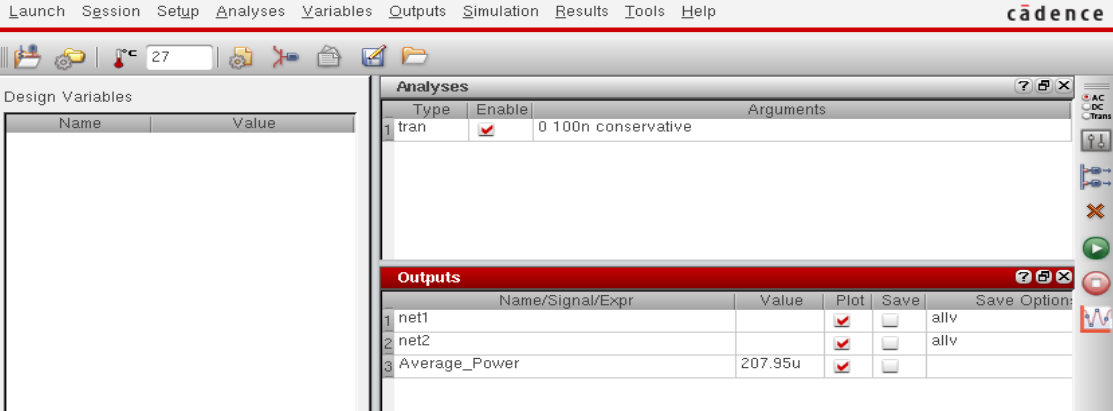 Launch Session Setup Analyses Variables Outputs Simulation Results Tools Help
cādence
°C 27
Design Variables
Name Value
Analyses
Type Enable Arguments
1 tran 0 100n conservative
AC
DC
Trans
Outputs
Name/Signal/Expr Value Plot Save Save Option
1 net1 allv
2 net2 allv
3 Average_Power 207.95u